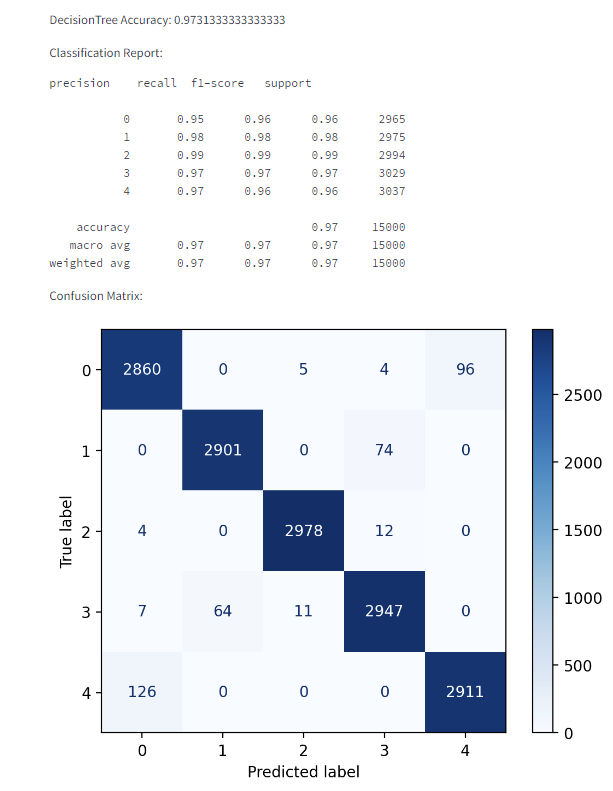 DecisionTree Accuracy: 0.9731333333333333
Classification Report:
precision    recall  f1-score   support
0       0.95      0.96      0.96      2965
1       0.98      0.98      0.98      2975
2       0.99      0.99      0.99      2994
3       0.97      0.97      0.97      3029
4       0.97      0.96      0.96      3037
accuracy                           0.97     15000
macro avg       0.97      0.97      0.97     15000
weighted avg       0.97      0.97      0.97     15000
Confusion Matrix:
0 2860 0 5 4 96
1 0 2901 0 74 0
2 4 0 2978 12 0
3 7 64 11 2947 0
4 126 0 0 0 2911
0 1 2 3 4
True label
Predicted label
2500
2000
1500
1000
500
0